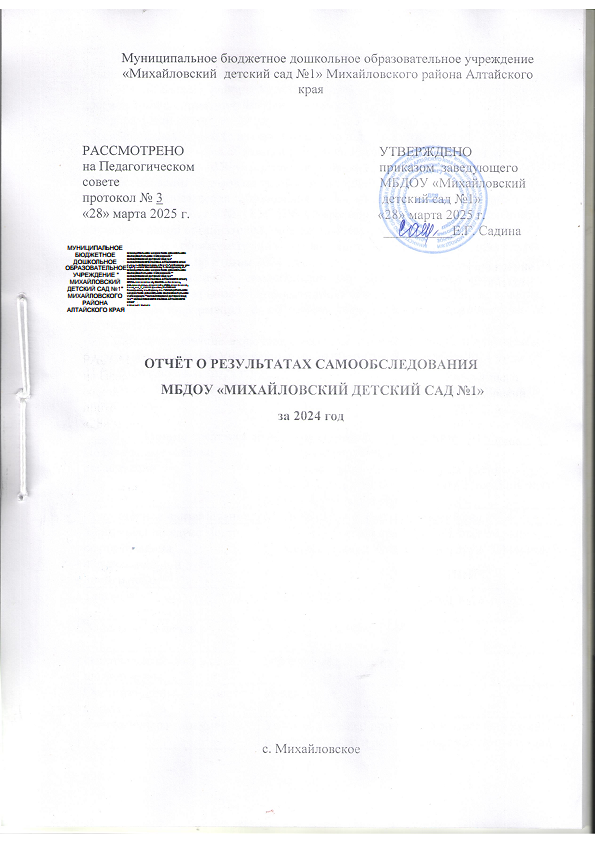 Муниципальное бюджетное дошкольное образовательное учреждение
«Михайловский детский сад №1» Михайловского района Алтайского
края
РАССМОТРЕНО
на Педагогическом
совете
протокол № 3
«28» марта 2025 г.
УТВЕРЖДЕНО
приказом заведующего
МБДОУ «Михайловский
детский сад №1»
«28» марта 2025 г.
Е.Г. Садина
МУНИЦИПАЛЬНОЕ
БЮДЖЕТНОЕ
ДОШКОЛЬНОЕ
ОБРАЗОВАТЕЛЬНОЕ
УЧРЕЖДЕНИЕ "
МИХАЙЛОВСКИЙ
ДЕТСКИЙ САД №1"
МИХАЙЛОВСКОГО
РАЙОНА
АЛТАЙСКОГО КРАЯ
ОТЧЁТ О РЕЗУЛЬТАТАХ САМООБСЛЕДОВАНИЯ
МБДОУ «МИХАЙЛОВСКИЙ ДЕТСКИЙ САД №1»
за 2024 год
с. Михайловское